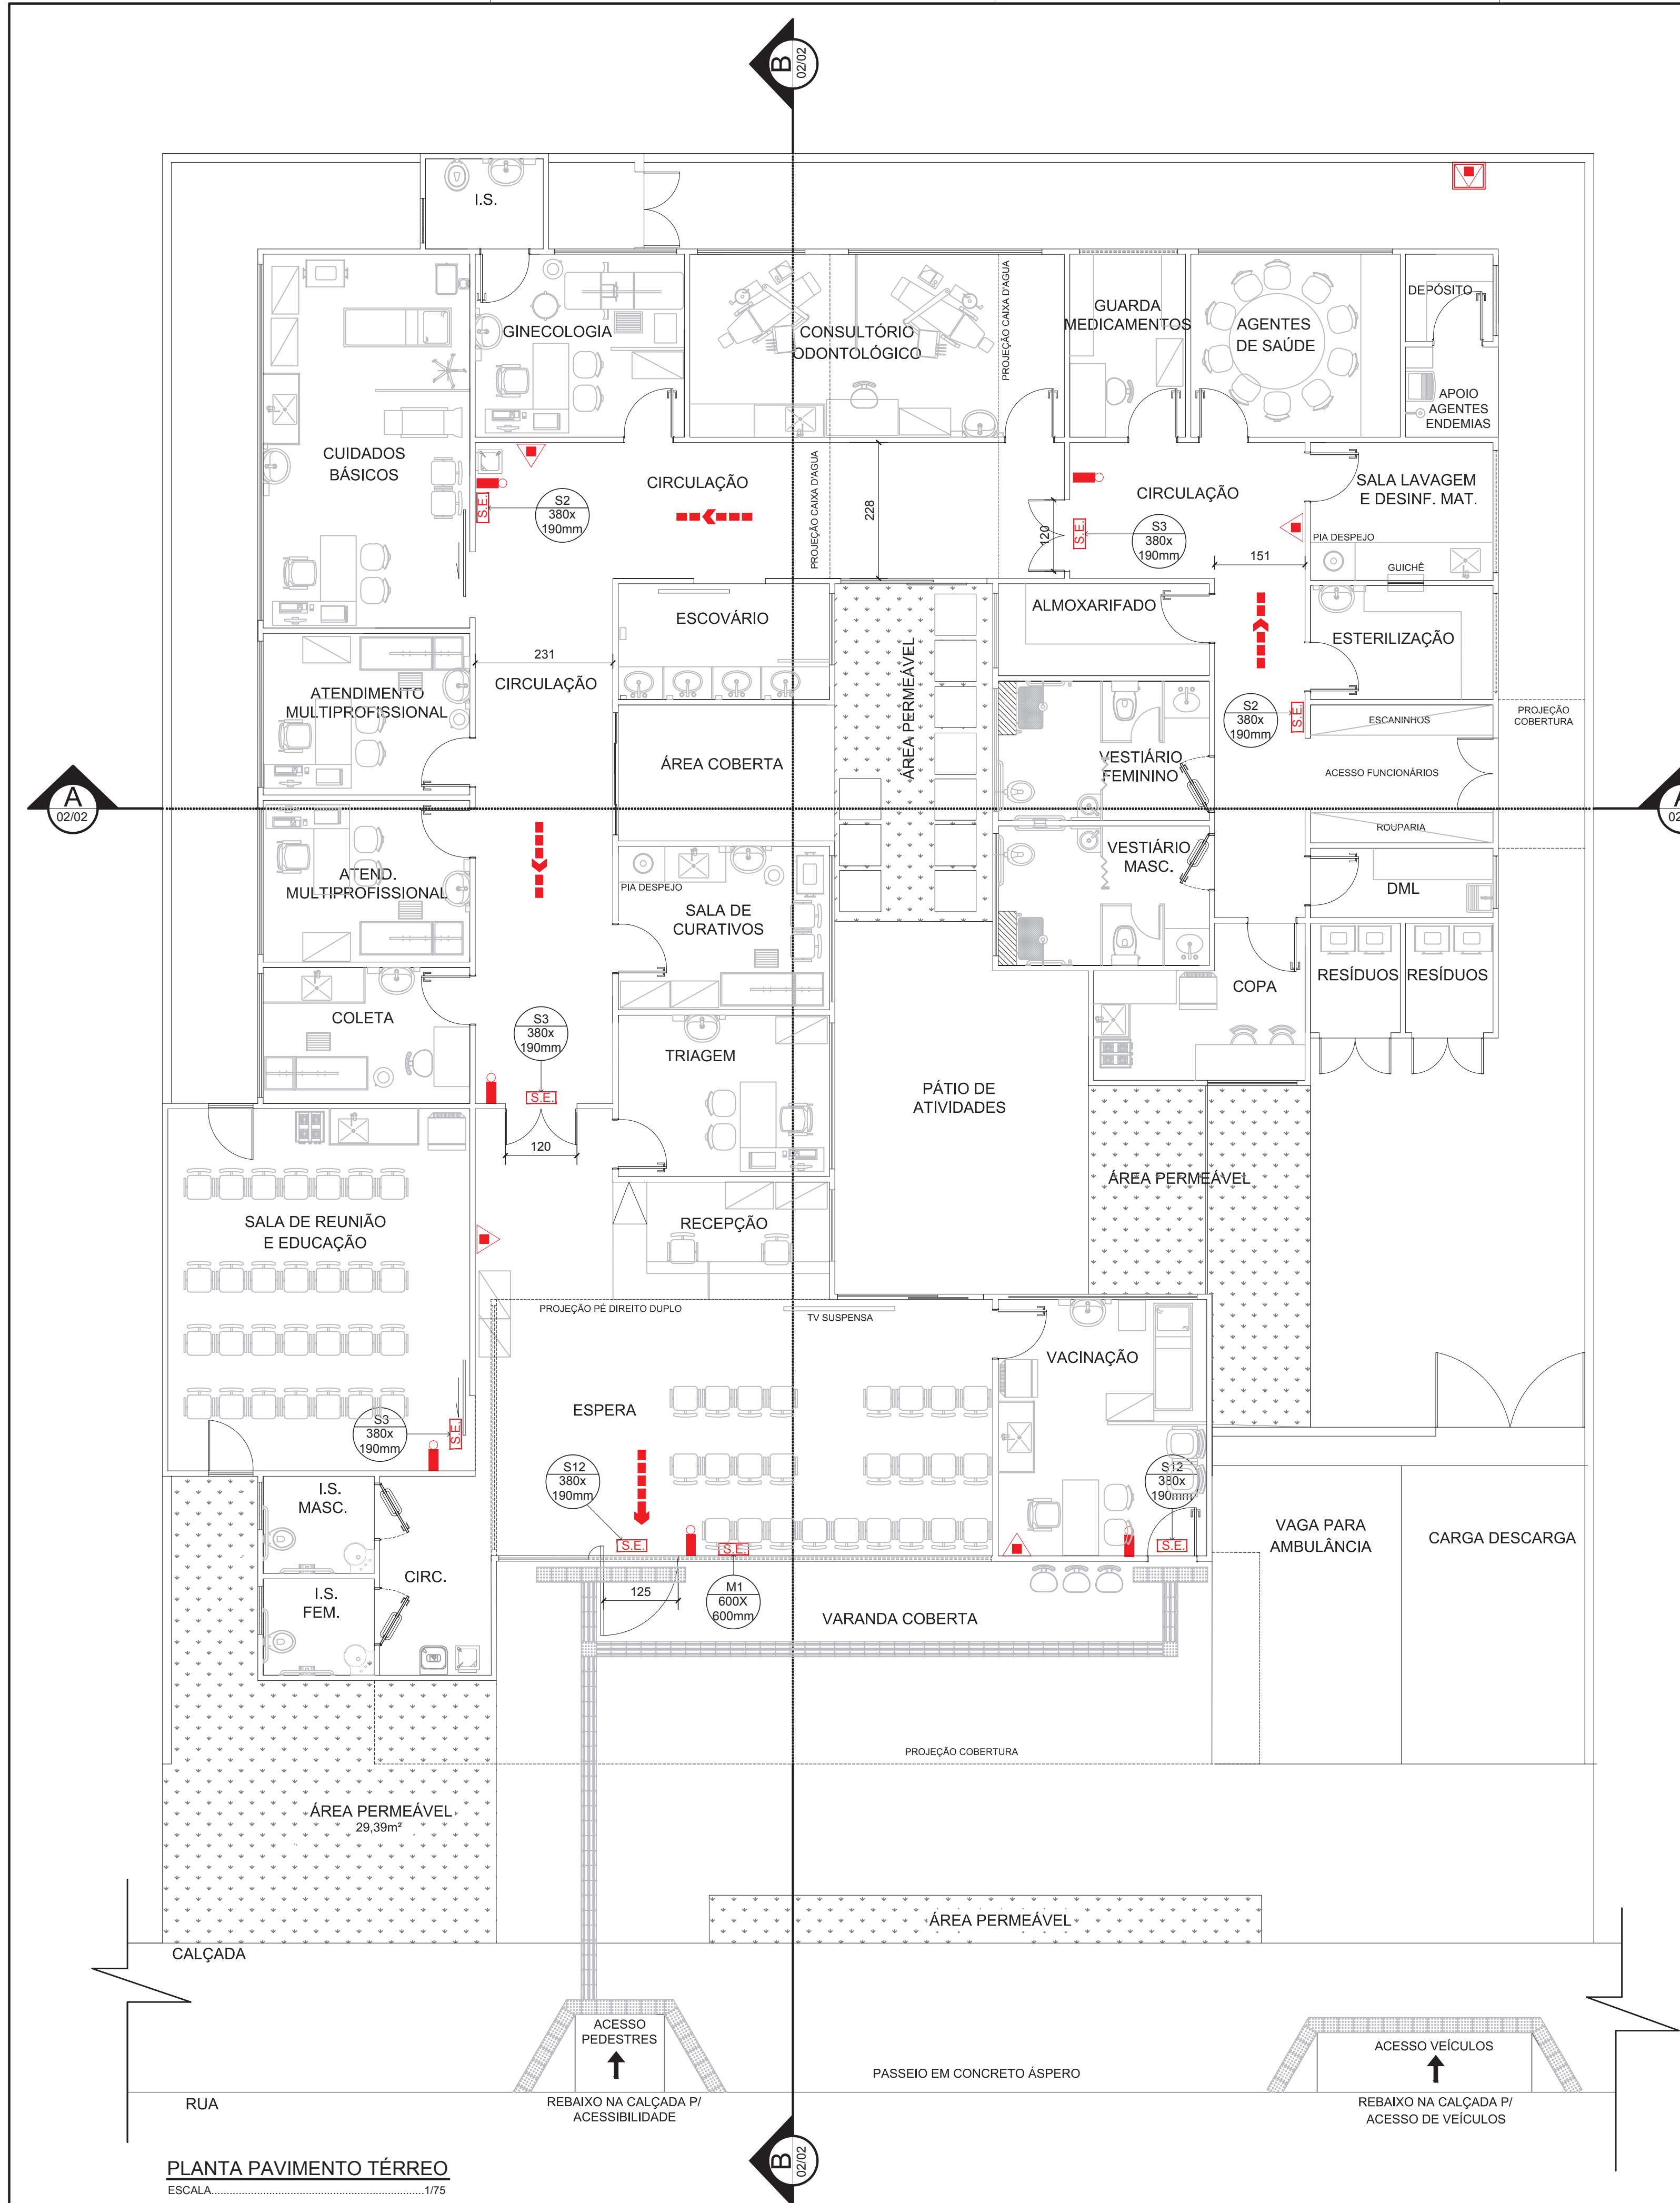 B
02/02
I.S.
GINECOLOGIA
CONSULTÓRIO
ODONTOLÓGICO
PROJEÇÃO CAIXA D'AGUA
GUARDA
MEDICAMENTOS
AGENTES
DE SAÚDE
DEPÓSITO
APOIO
AGENTES
ENDEMIAS
CUIDADOS
BÁSICOS
S.E.
S2
380x
190mm
CIRCULAÇÃO
PROJEÇÃO CAIXA D'AGUA
228
120
S.E.
S3
380x
190mm
CIRCULAÇÃO
151
SALA LAVAGEM
E DESINF. MAT.
PIA DESPEJO
GUICHÊ
ESCOVÁRIO
ALMOXARIFADO
ESTERILIZAÇÃO
231
CIRCULAÇÃO
ATENDIMENTO
MULTIPROFISSIONAL
ÁREA PERMEÁVEL
S2
380x
190mm
S.E.
ESCANINHOS
PROJEÇÃO
COBERTURA
ÁREA COBERTA
VESTIÁRIO
FEMININO
ACESSO FUNCIONÁRIOS
A
02/02
A
02
ROUPARIA
VESTIÁRIO
MASC.
ATEND.
MULTIPROFISSIONAL
PIA DESPEJO
SALA DE
CURATIVOS
DML
COPA
RESÍDUOS
RESÍDUOS
COLETA
S3
380x
190mm
S.E.
TRIAGEM
PÁTIO DE
ATIVIDADES
120
ÁREA PERMEÁVEL
SALA DE REUNIÃO
E EDUCAÇÃO
RECEPÇÃO
PROJEÇÃO PÉ DIREITO DUPLO
TV SUSPENSA
VACINAÇÃO
ESPERA
S3
380x
190mm
S.E.
S12
380x
190mm
S.E.
S.E.
S12
380x
190mm
S.E.
I.S.
MASC.
VAGA PARA
AMBULÂNCIA
CARGA DESCARGA
CIRC.
I.S.
FEM.
125
M1
600X
600mm
VARANDA COBERTA
PROJEÇÃO COBERTURA
ÁREA PERMEÁVEL
29,39m²
ÁREA PERMEÁVEL
CALÇADA
ACESSO
PEDESTRES
PASSEIO EM CONCRETO ÁSPERO
ACESSO VEÍCULOS
RUA
REBAIXO NA CALÇADA P/
ACESSIBILIDADE
REBAIXO NA CALÇADA P/
ACESSO DE VEÍCULOS
B
02/02
PLANTA PAVIMENTO TÉRREO
ESCALA..................................................................1/75